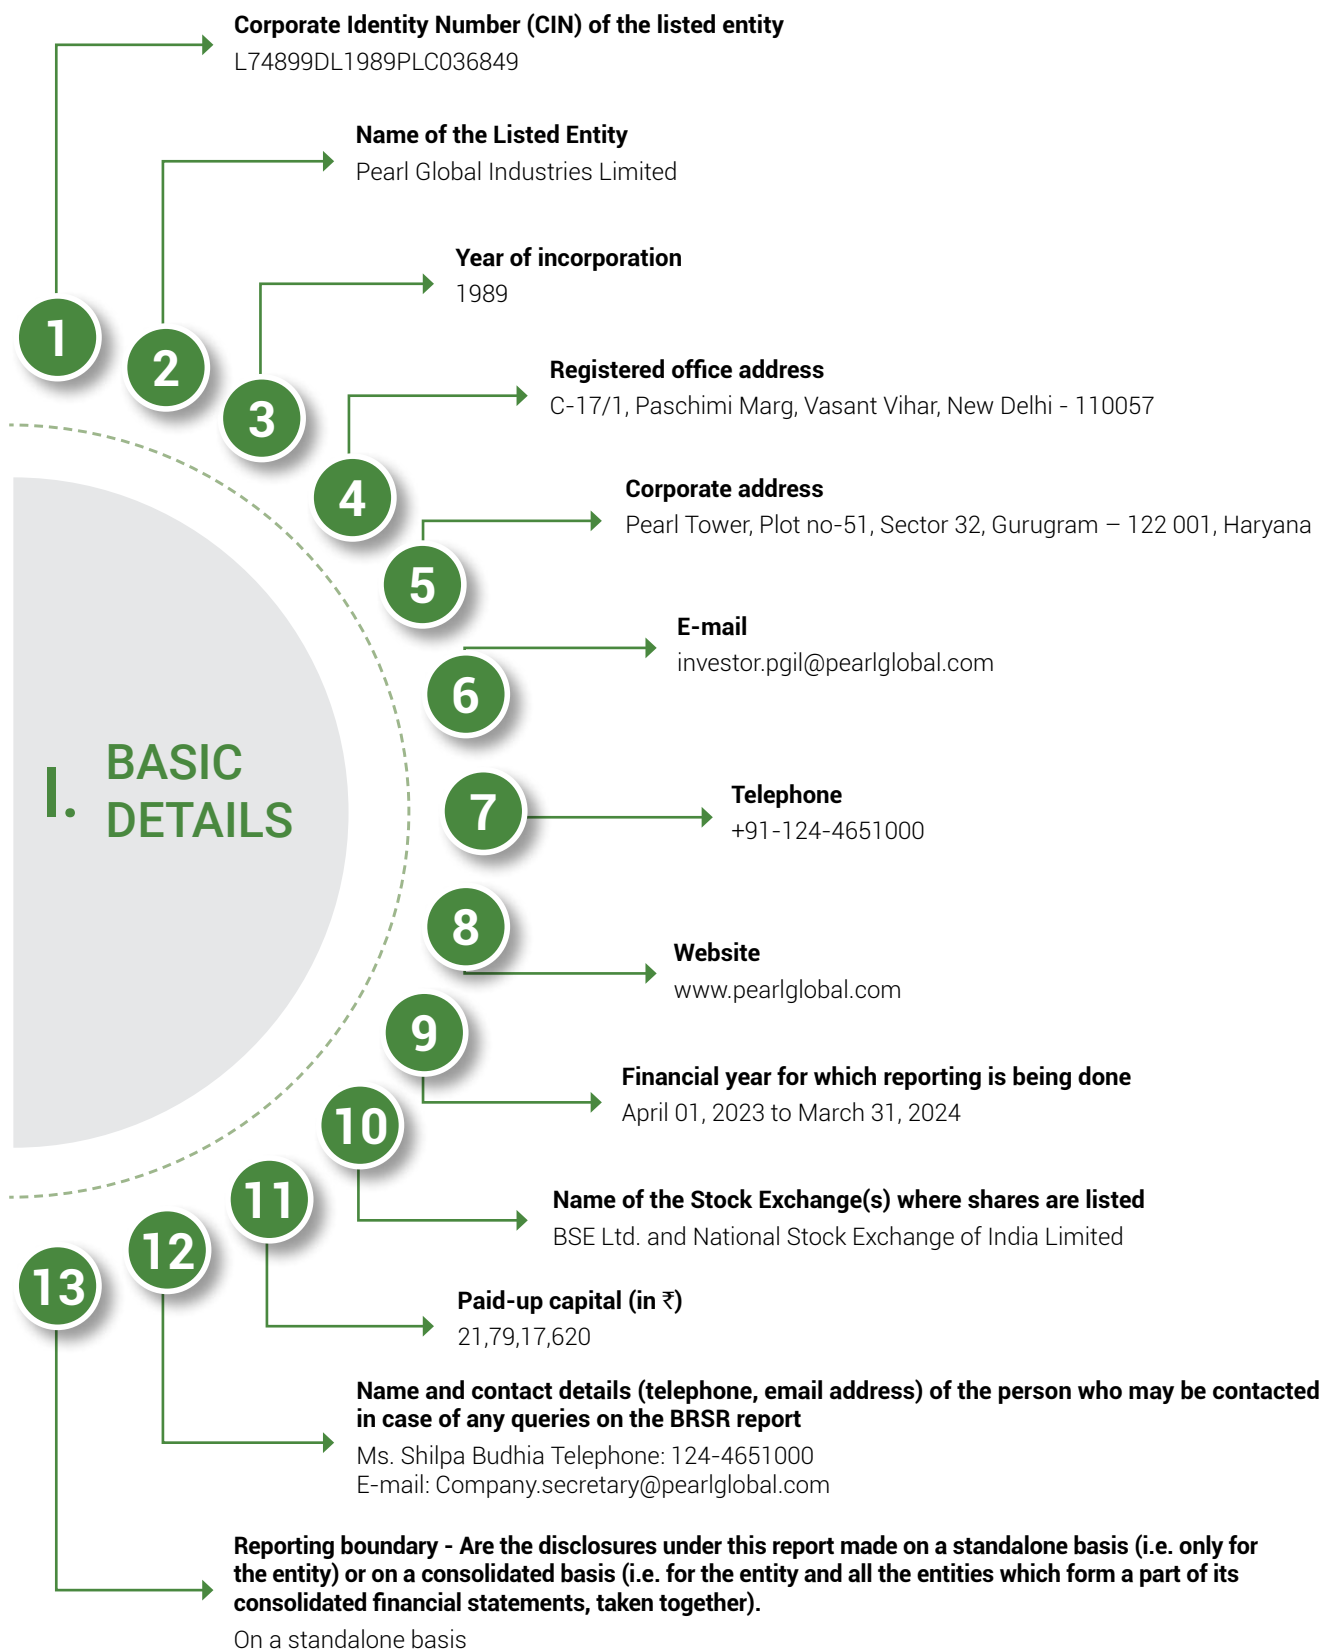 Corporate Identity Number (CIN) of the listed entity
L74899DL1989PLC036849
Name of the Listed Entity
Pearl Global Industries Limited
Year of incorporation
1989
1
2
3
Registered office address
C-17/1, Paschimi Marg, Vasant Vihar, New Delhi - 110057
4
Corporate address
Pearl Tower, Plot no-51, Sector 32, Gurugram – 122 001, Haryana
5
E-mail
investor.pgil@pearlglobal.com
6
I. BASIC
DETAILS
7
Telephone
+91-124-4651000
8
Website
www.pearlglobal.com
9
Financial year for which reporting is being done
April 01, 2023 to March 31, 2024
10
Name of the Stock Exchange(s) where shares are listed
BSE Ltd. and National Stock Exchange of India Limited
11
12
13
Paid-up capital (in ₹)
21,79,17,620
Name and contact details (telephone, email address) of the person who may be contacted
in case of any queries on the BRSR report
Ms. Shilpa Budhia Telephone: 124-4651000
E-mail: Company.secretary@pearlglobal.com
Reporting boundary - Are the disclosures under this report made on a standalone basis (i.e. only for
the entity) or on a consolidated basis (i.e. for the entity and all the entities which form a part of its
consolidated financial statements, taken together).
On a standalone basis